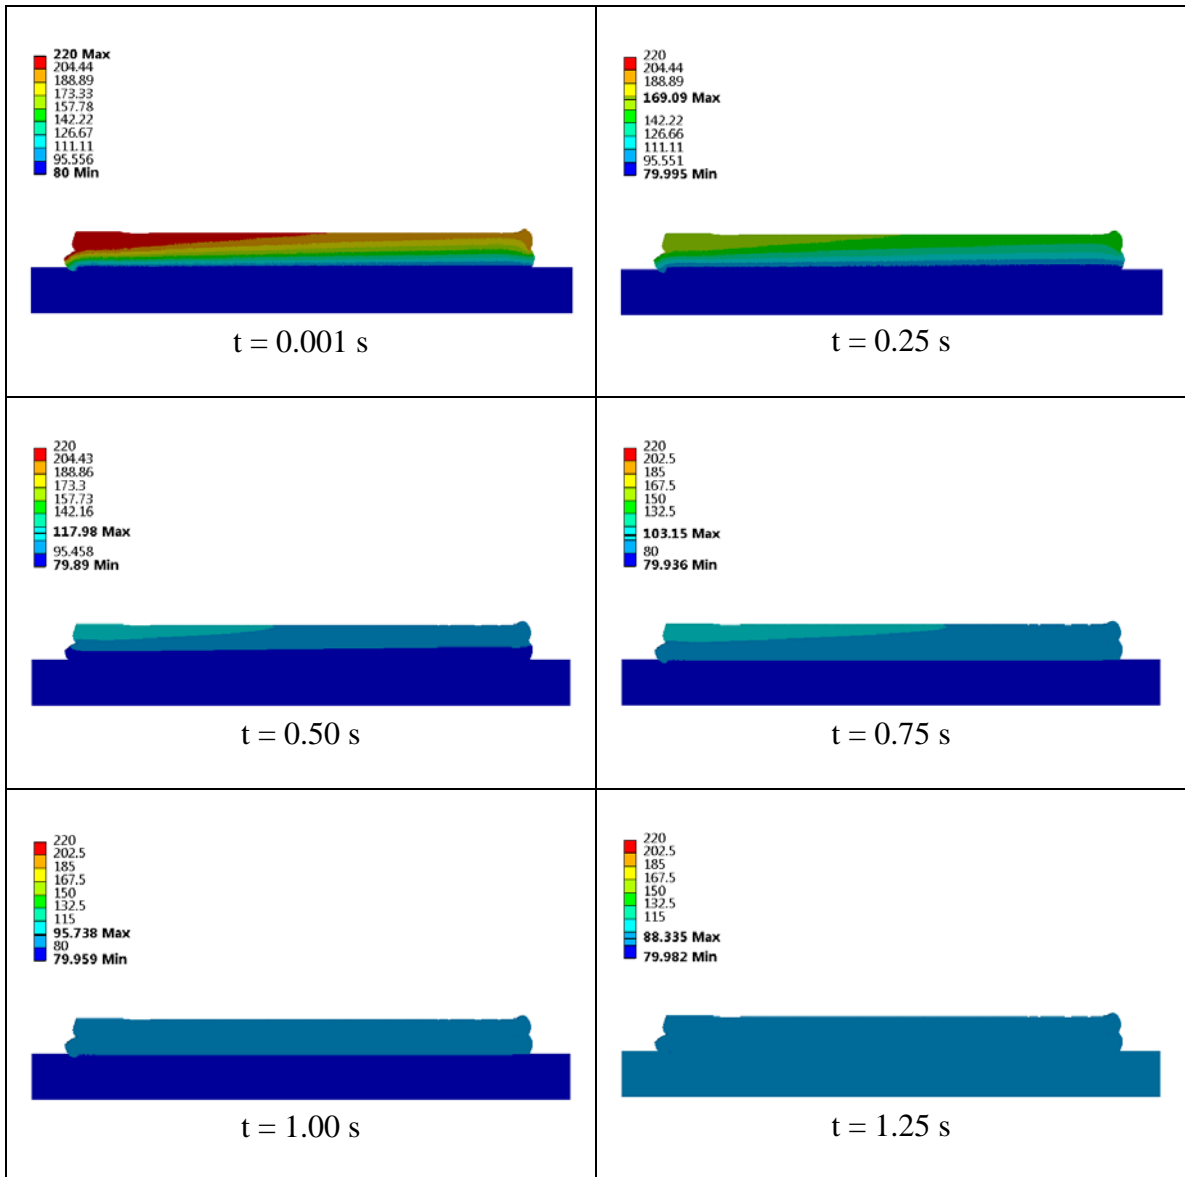 220 Max
204.44
188.89
173.33
157.78
142.22
126.67
111.11
95.556
80 Min
t = 0.001 s
220
204.44
188.89
169.09 Max
142.22
126.66
111.11
95.551
79.995 Min
t = 0.25 s
220
204.43
188.86
173.3
157.73
142.16
117.98 Max
95.458
79.89 Min
t = 0.50 s
220
202.5
185
167.5
150
132.5
103.15 Max
80
79.936 Min
t = 0.75 s
220
202.5
185
167.5
150
132.5
115
95.738 Max
80
79.959 Min
t = 1.00 s
220
202.5
185
167.5
150
132.5
115
88.335 Max
79.982 Min
t = 1.25 s